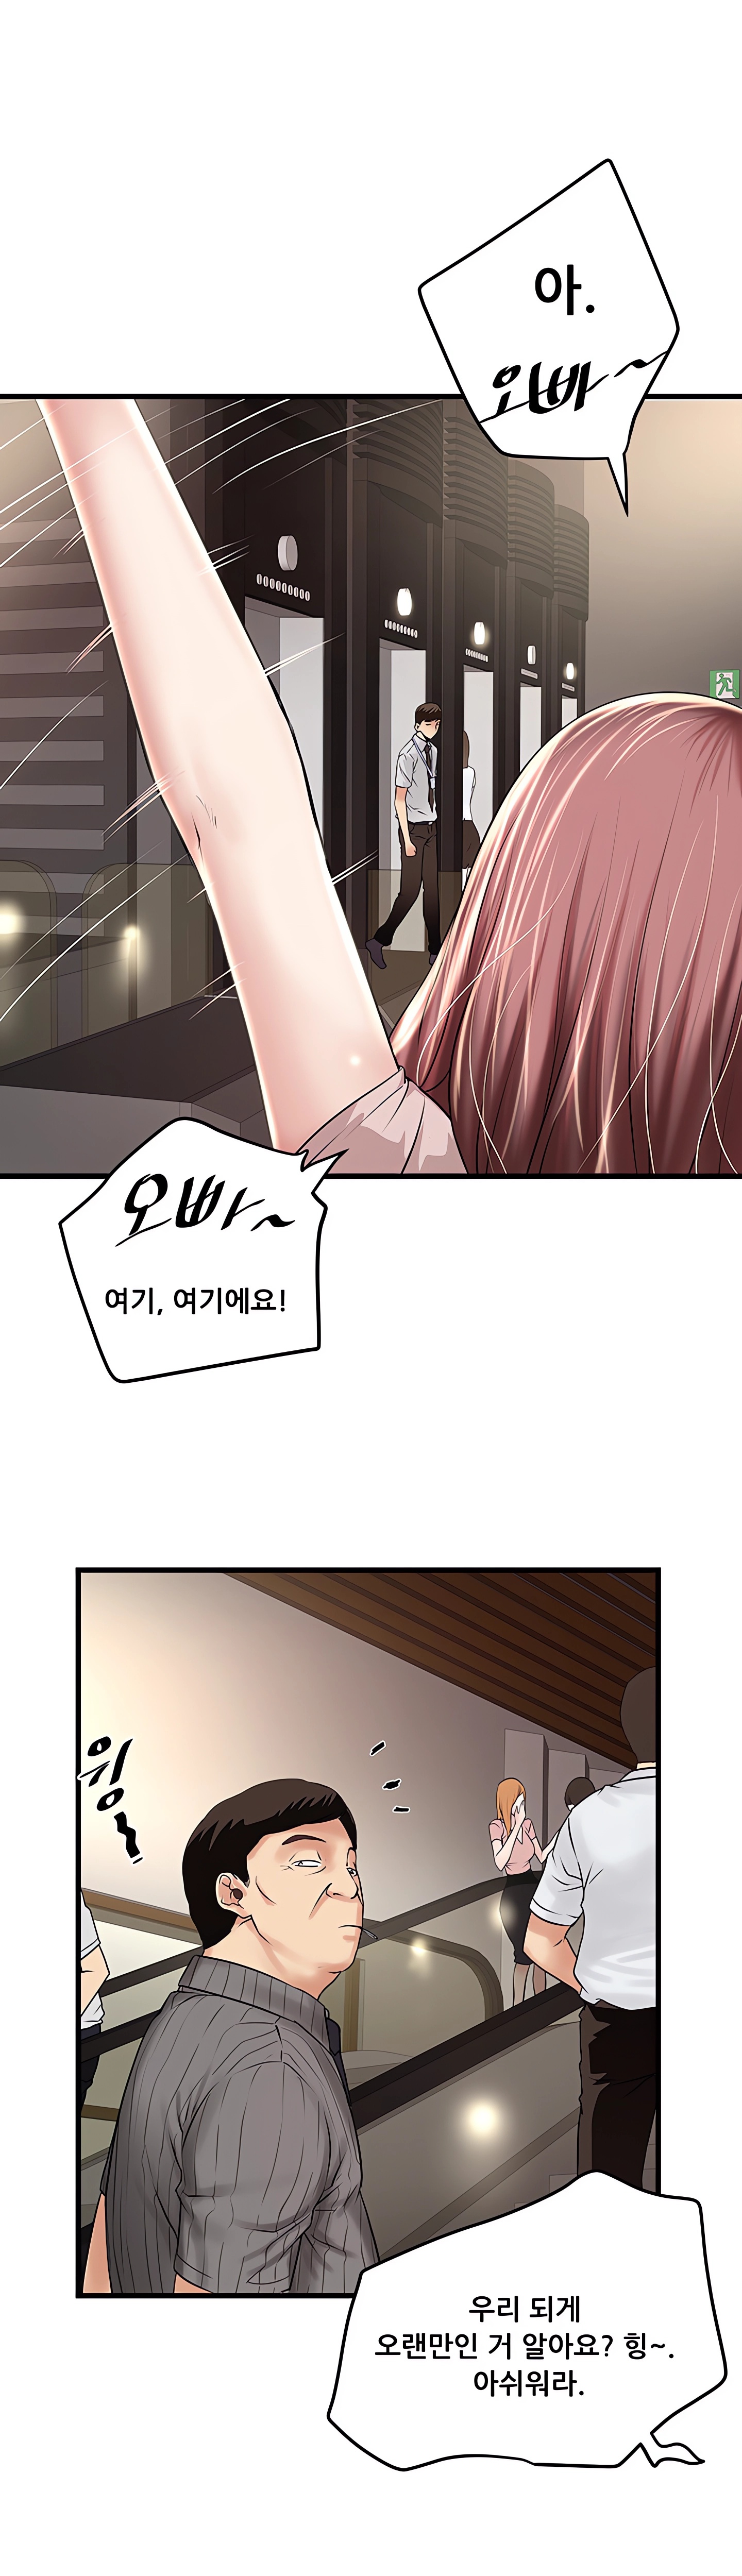 아.
오빠~
오빠~
여기, 여기에요!
윙~
우리 되게
오랜만인 거 알아요? 힝~.
아쉬워라.